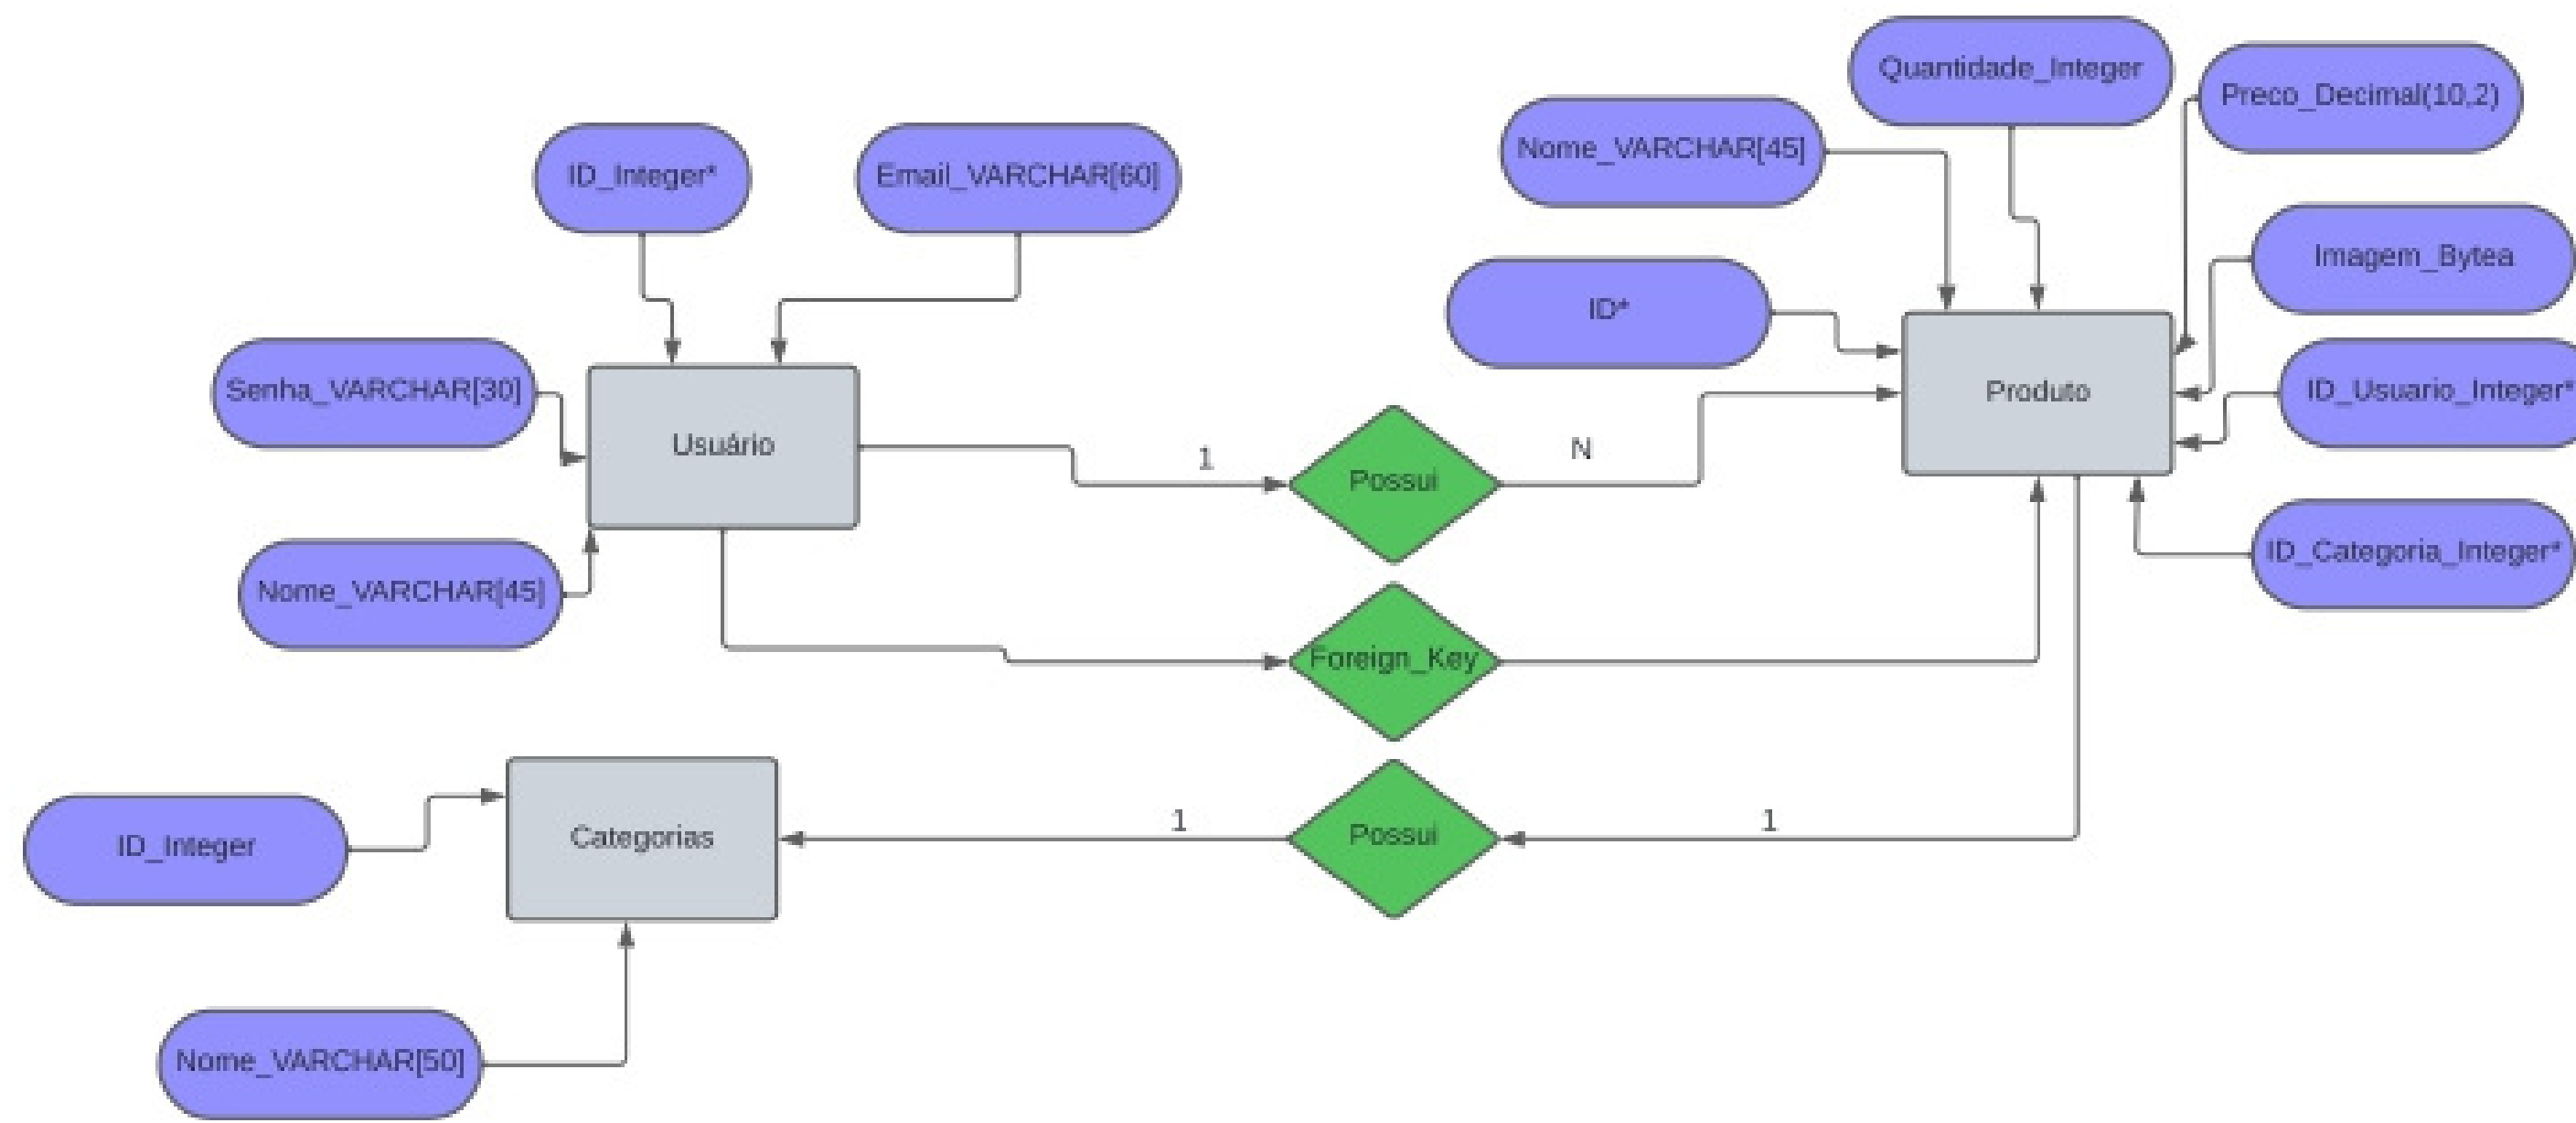 Quantidade_Integer
Preco_Decimal(10,2)
Nome_VARCHAR[45]
ID_Integer*
Email_VARCHAR[60]
Imagem_Bytea
ID*
Senha_VARCHAR[30]
Usuário
Produto
ID_Usuario_Integer*
1
Possui
N
Nome_VARCHAR[45]
ID_Categoria_Integer*
Foreign_Key
ID_Integer
Categorias
1
Possui
1
Nome_VARCHAR[50]